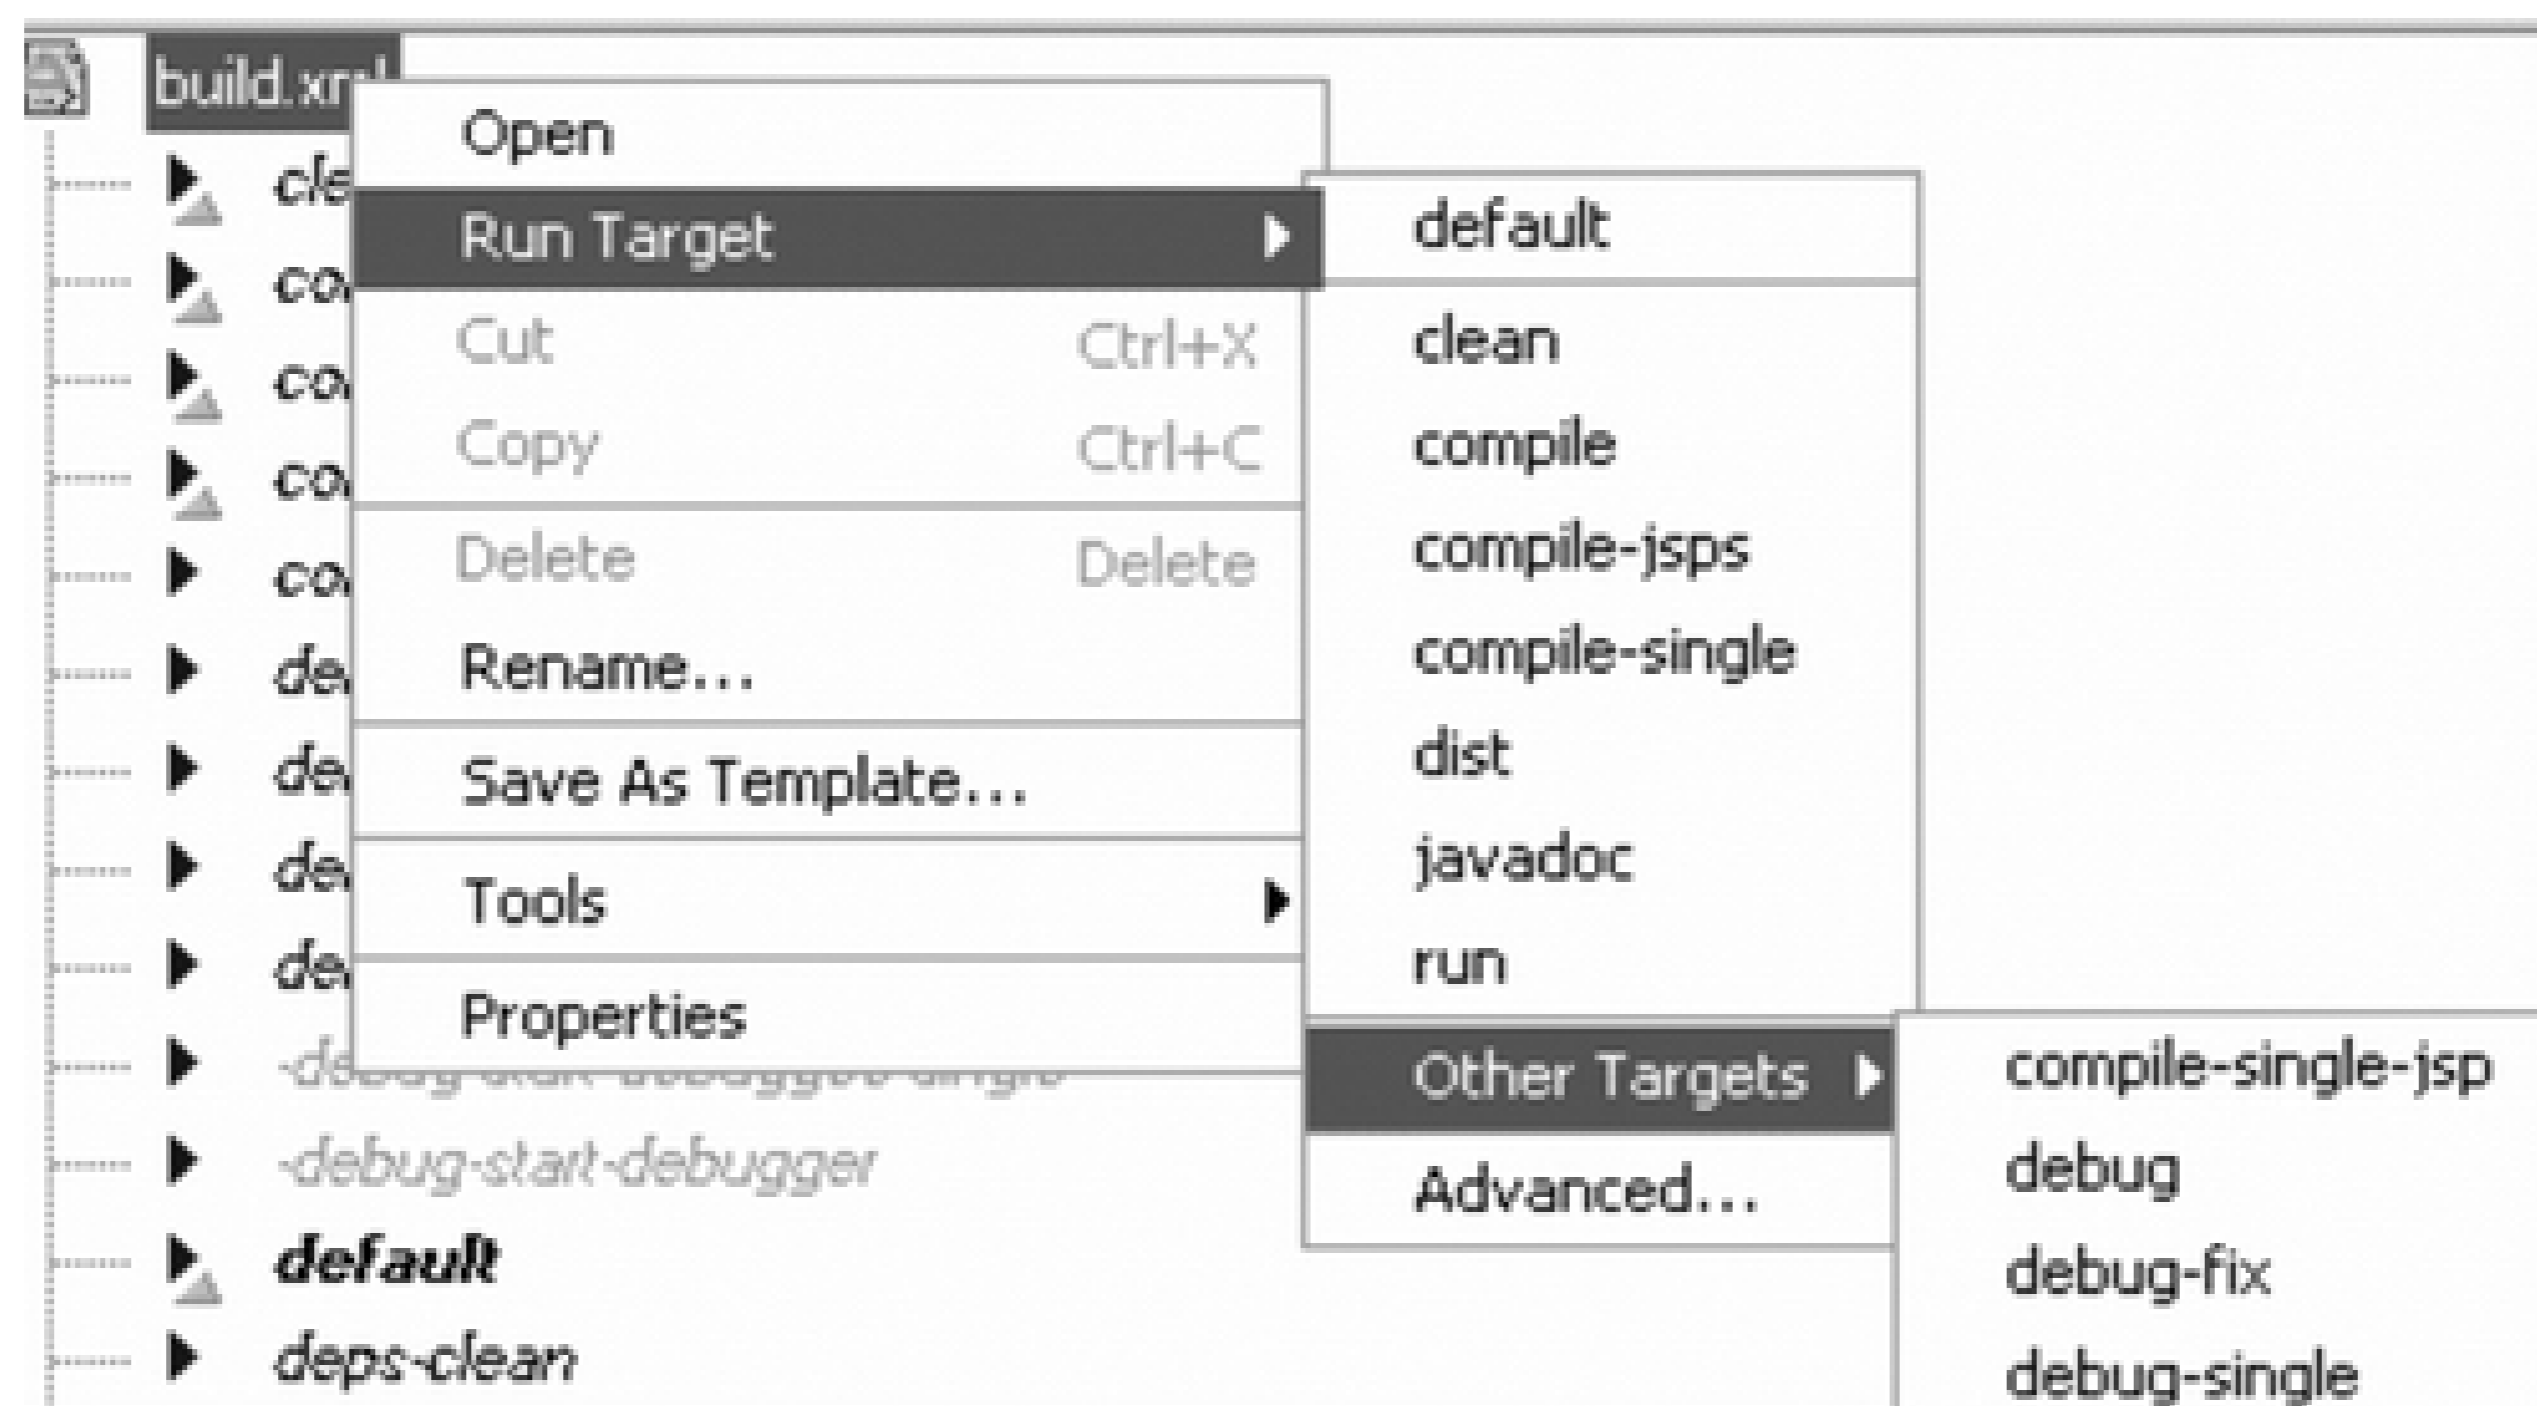 Open
Run Target
Cut Ctrl+X
Copy Ctrl+C
Delete Delete
Rename...
Save As Template...
Tools
Properties
default
clean
compile
compile-jsps
compile-single
dist
javadoc
run
Other Targets
Advanced...
compile-single-jsp
debug
debug-fix
debug-single
-debug-start-debugger
default
deps-clean